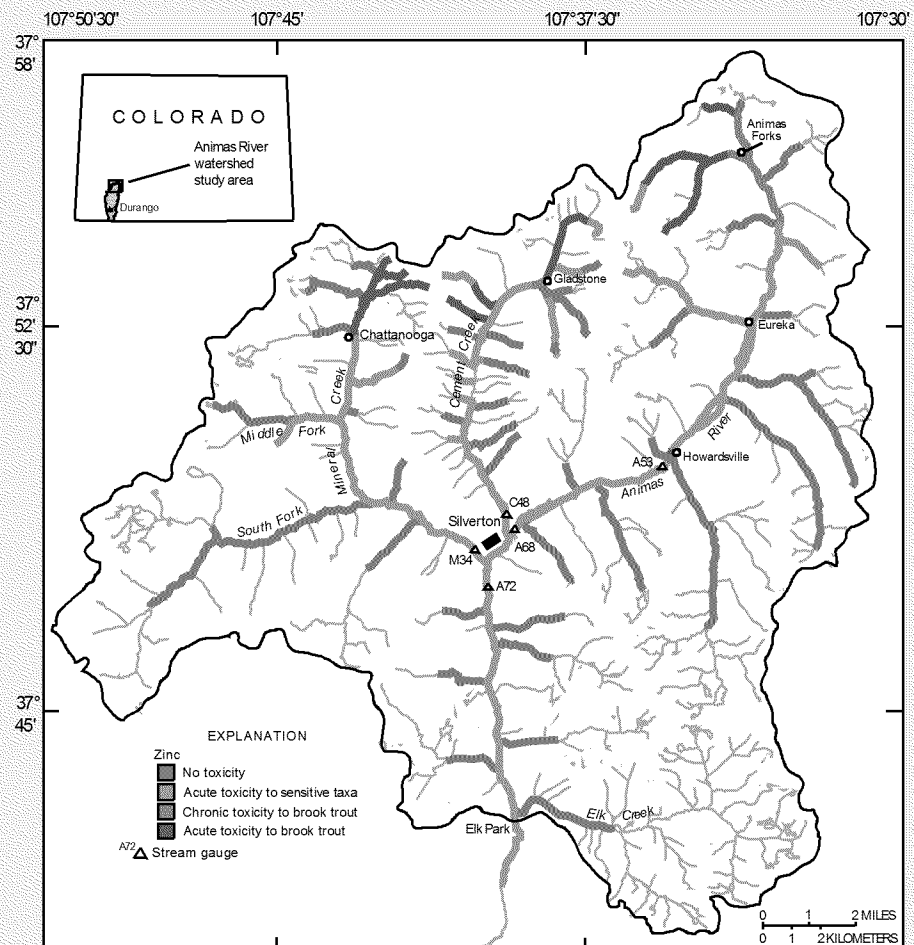 107°50'30" 107°45' 107°37'30" 107°30'
37°
58'
COLORADO
Animas River
watershed
study area
Durango
Animas
Forks
37°
52'
30"
Gladstone
Chattanooga
Eureka
Cement Creek
Mineral Creek
Middle Fork
River
Howardsville
A53
Animas
C48
Silverton
South Fork
A68
M34
A72
37°
45'
EXPLANATION
Zinc
No toxicity
Acute toxicity to sensitive taxa
Chronic toxicity to brook trout
Acute toxicity to brook trout
A72 Stream gauge
Elk Creek
Elk Park
0 1 2 MILES
0 1 2 KILOMETERS